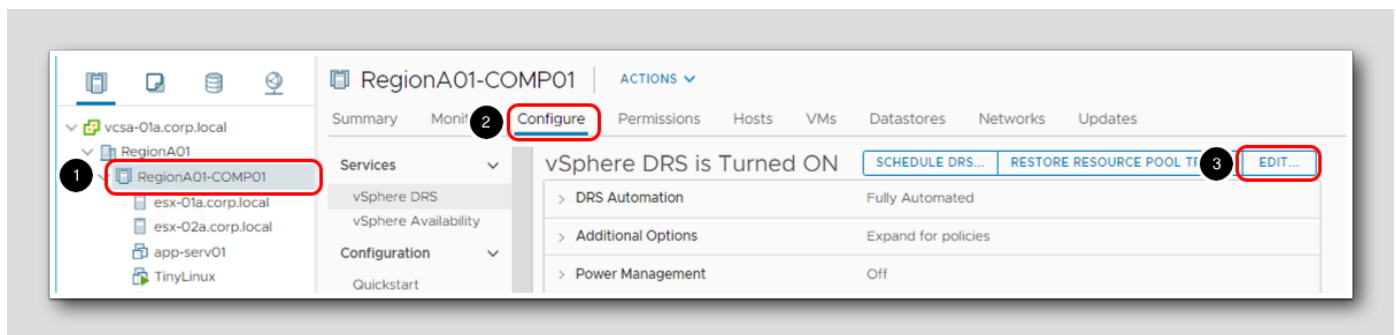 RegionA01-COMP01 ACTIONS
Summary Configure Permissions Hosts VMs Datastores Networks Updates
2
vcsa-01a.corp.local
RegionA01
1 RegionA01-COMP01
esx-01a.corp.local
esx-02a.corp.local
app-serv01
TinyLinux
Services
vSphere DRS
vSphere Availability
Configuration
Quickstart
vSphere DRS is Turned ON SCHEDULE DRS... RESTORE RESOURCE POOL 3 EDIT...
DRS Automation Fully Automated
Additional Options Expand for policies
Power Management Off